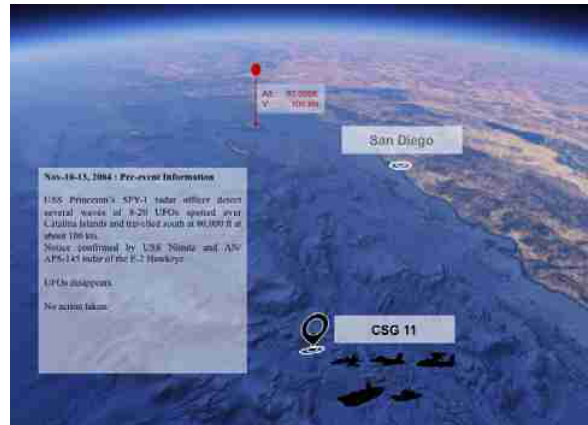 Alt
V 100 kts
San Diego
Nov-10-13, 2004 : Pre-event Information
USS Princeton's SPY-1 radar officer detect
several waves of 8-20 UFOs spotted over
Catalina Islands and travelled south at 80,000 ft at
about 100 kts.
Notice confirmed by USS Nimitz and AN/
APS-145 radar of the E-2 Hawkeye
UFOs disappears
No action taken.
CSG 11